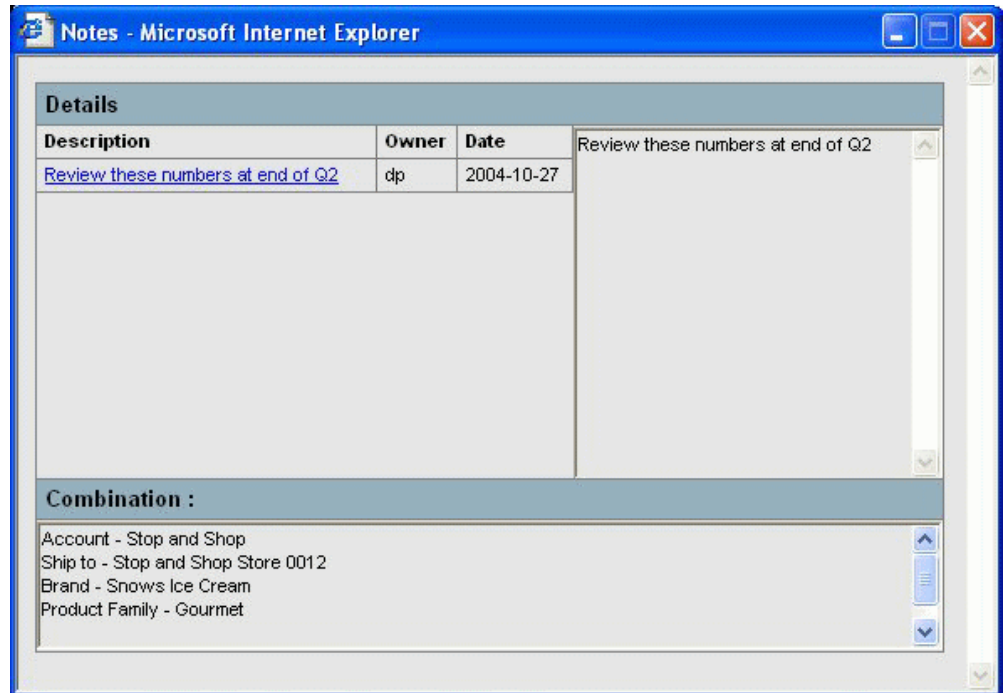 Notes - Microsoft Internet Explorer
Details
Description Owner Date
Review these numbers at end of Q2 dp 2004-10-27
Review these numbers at end of Q2
Combination :
Account - Stop and Shop
Ship to - Stop and Shop Store 0012
Brand - Snows Ice Cream
Product Family - Gourmet